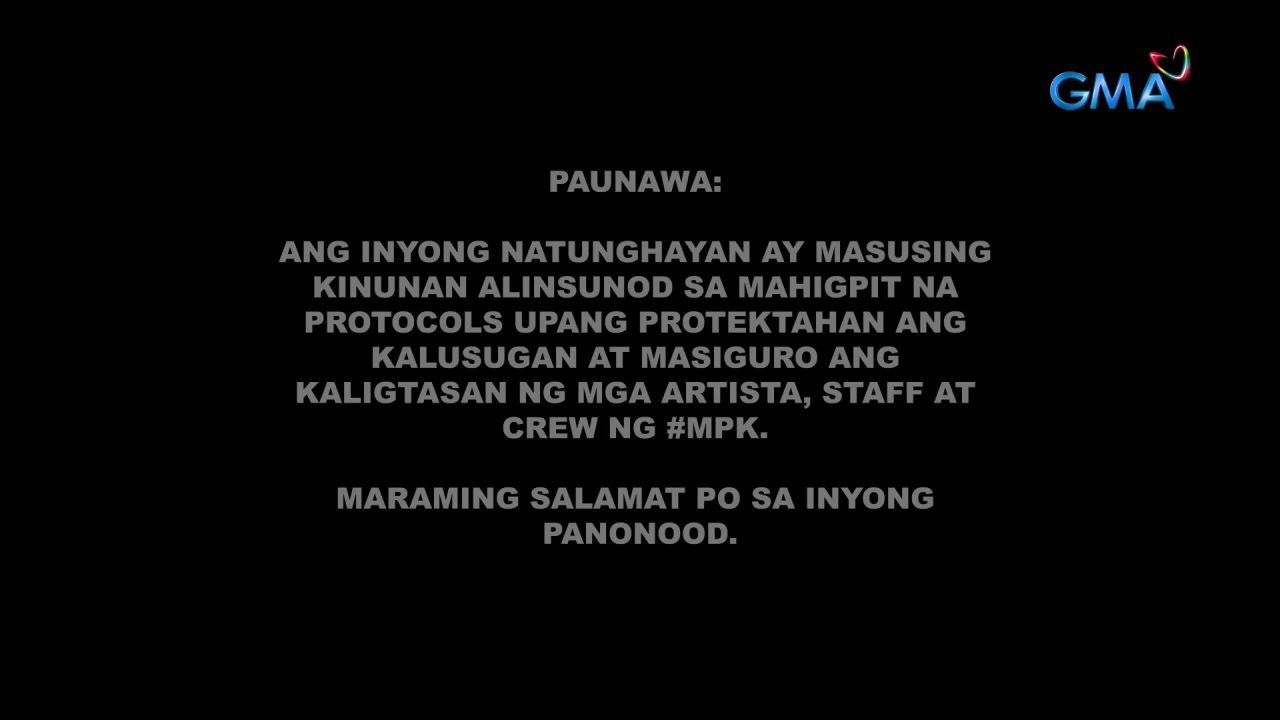 GMA
PAUNAWA:
ANG INYONG NATUNGHAYAN AY MASUSING
KINUNAN ALINSUNOD SA MAHIGPIT NA
PROTOCOLS UPANG PROTEKTAHAN ANG
KALUSUGAN AT MASIGURO ANG
KALIGTASAN NG MGA ARTISTA, STAFF AT
CREW NG #MPK.
MARAMING SALAMAT PO SA INYONG
PANONOOD.